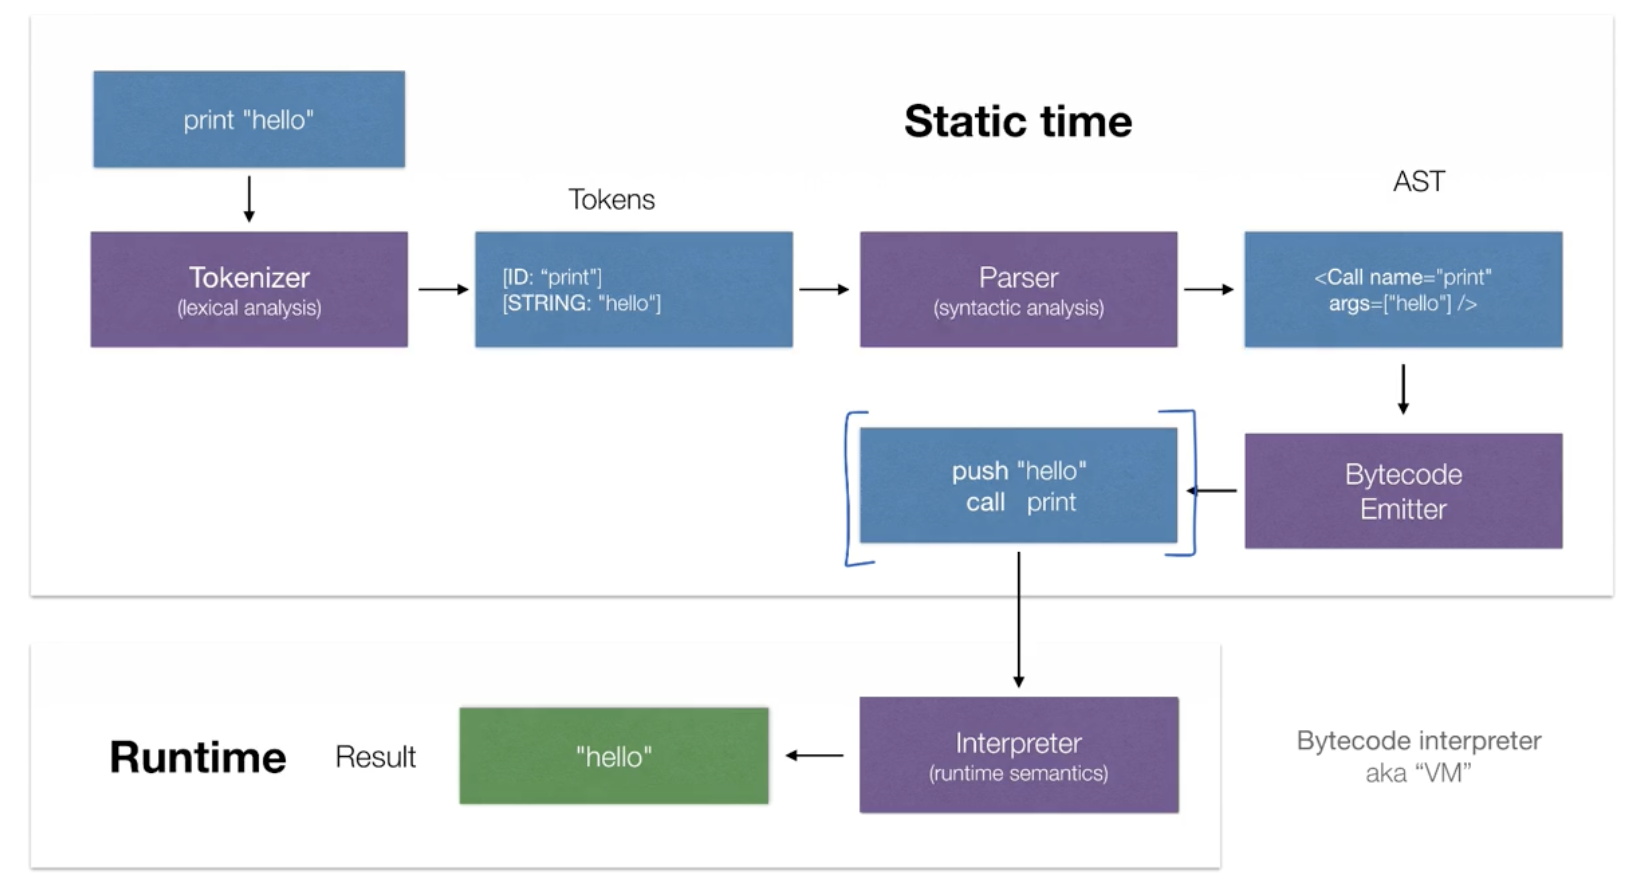 print "hello"
Static time
Tokens
AST
Tokenizer
(lexical analysis)
[ID: “print"]
[STRING: "hello"]
Parser
(syntactic analysis)
<Call name="print"
args=["hello"] />
push "hello"
call print
Bytecode
Emitter
Runtime
Result
"hello"
Interpreter
(runtime semantics)
Bytecode interpreter
aka “VM”